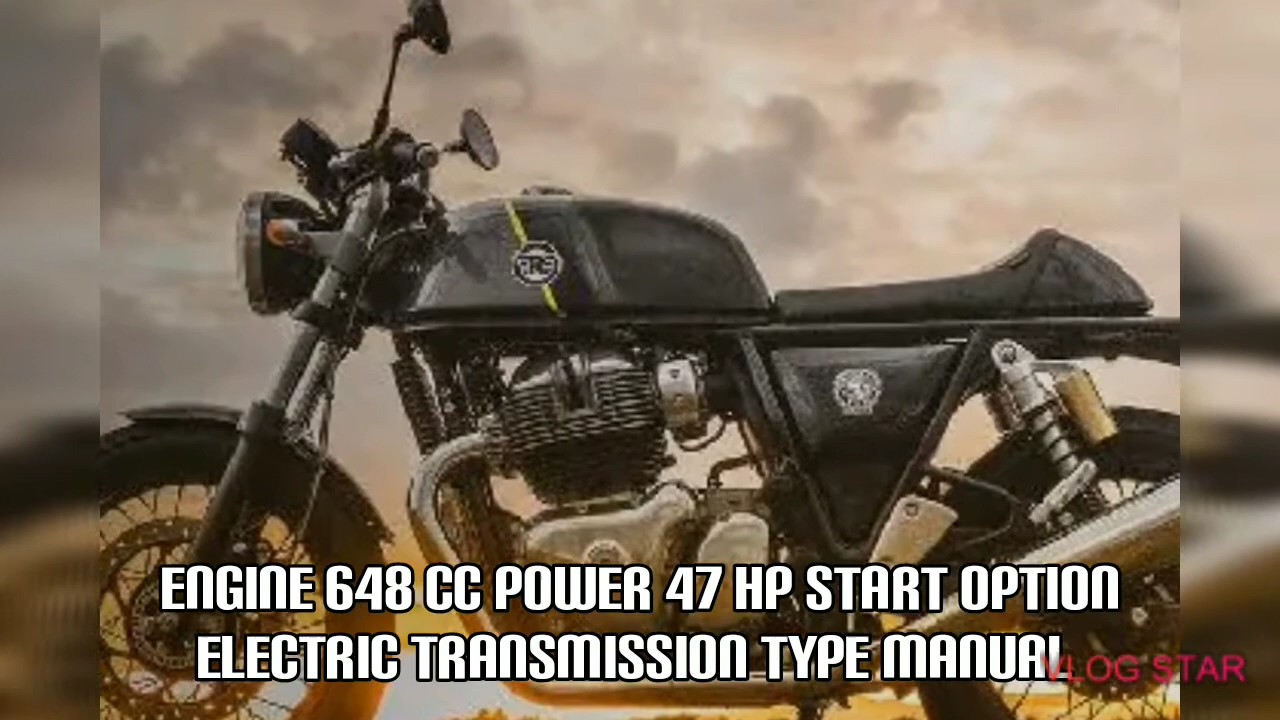 ENGINE 648 CC POWER 47 HP START OPTION
ELECTRIC TRANSMISSION TYPE MANUAL
VLOG STAR